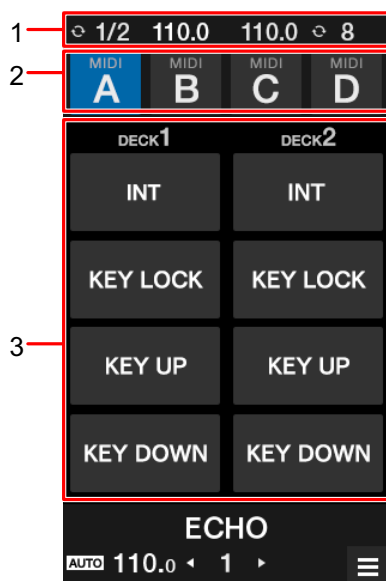 1 1/2 110.0 110.0 8
2 MIDI A MIDI B MIDI C MIDI D
DECK1 DECK2
INT INT
KEY LOCK KEY LOCK
3
KEY UP KEY UP
KEY DOWN KEY DOWN
ECHO
AUTO 110.0 1